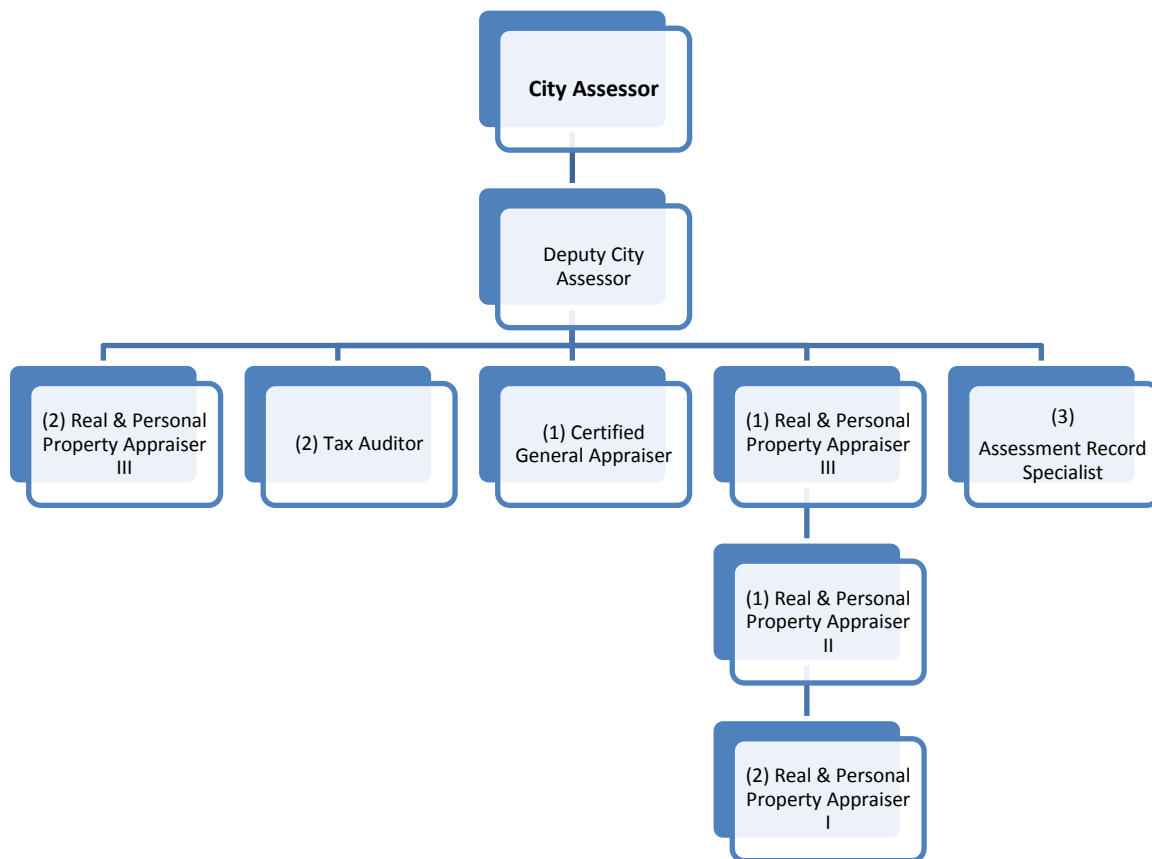 City Assessor
Deputy City
Assessor
(2) Real & Personal
Property Appraiser
III
(2) Tax Auditor
(1) Certified
General Appraiser
(1) Real & Personal
Property Appraiser
III
(3)
Assessment Record
Specialist
(1) Real & Personal
Property Appraiser
II
(2) Real & Personal
Property Appraiser
I